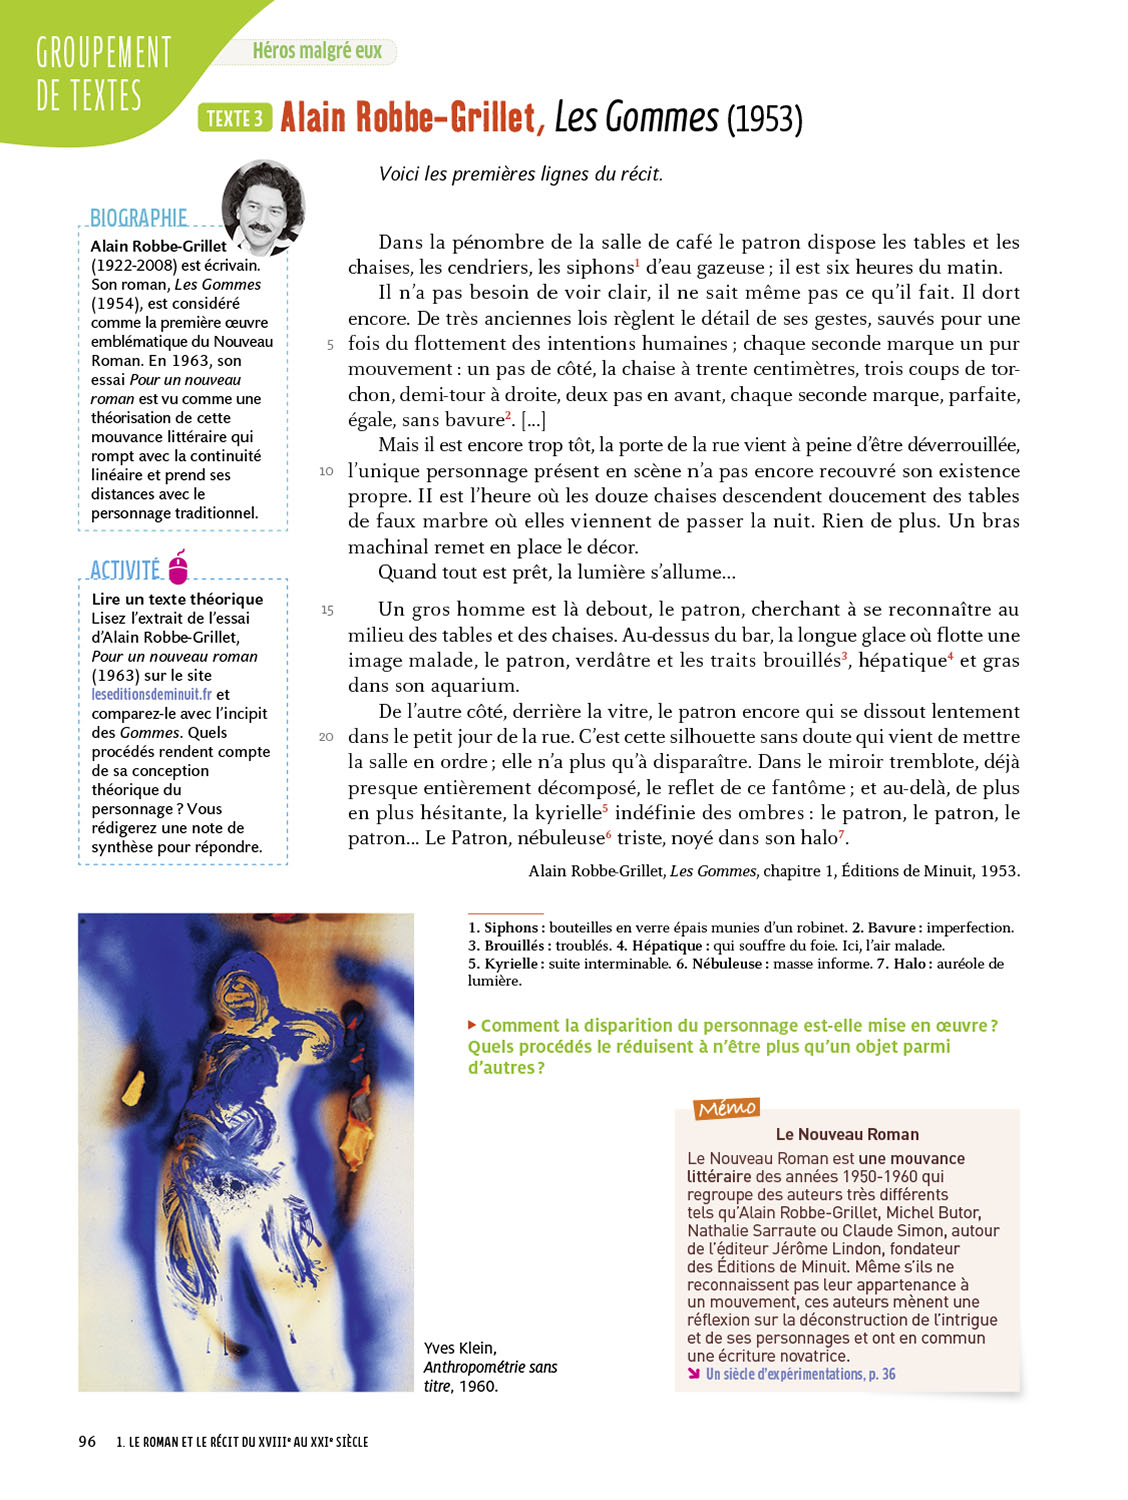 GROUPEMENT
DE TEXTES
Héros malgré eux
TEXTE 3 Alain Robbe-Grillet, Les Gommes (1953)
Voici les premières lignes du récit.
BIOGRAPHIE
Alain Robbe-Grillet
(1922-2008) est écrivain.
Son roman, Les Gommes
(1954), est considéré
comme la première œuvre
emblématique du Nouveau
Roman. En 1963, son
essai Pour un nouveau
roman est vu comme une
théorisation de cette
mouvance littéraire qui
rompt avec la continuité
linéaire et prend ses
distances avec le
personnage traditionnel.
ACTIVITÉ
Lire un texte théorique
Lisez l'extrait de l'essai
d'Alain Robbe-Grillet,
Pour un nouveau roman
(1963) sur le site
leseditionsdeminuit.fr et
comparez-le avec l'incipit
des Gommes. Quels
procédés rendent compte
de sa conception
théorique du
personnage ? Vous
rédigerez une note de
synthèse pour répondre.
Dans la pénombre de la salle de café le patron dispose les tables et les
chaises, les cendriers, les siphons1 d'eau gazeuse ; il est six heures du matin.
Il n'a pas besoin de voir clair, il ne sait même pas ce qu'il fait. Il dort
encore. De très anciennes lois règlent le détail de ses gestes, sauvés pour une
5 fois du flottement des intentions humaines ; chaque seconde marque un pur
mouvement : un pas de côté, la chaise à trente centimètres, trois coups de tor-
chon, demi-tour à droite, deux pas en avant, chaque seconde marque, parfaite,
égale, sans bavure2. [...]
Mais il est encore trop tôt, la porte de la rue vient à peine d'être déverrouillée,
10 l'unique personnage présent en scène n'a pas encore recouvré son existence
propre. II est l'heure où les douze chaises descendent doucement des tables
de faux marbre où elles viennent de passer la nuit. Rien de plus. Un bras
machinal remet en place le décor.
Quand tout est prêt, la lumière s'allume...
15 Un gros homme est là debout, le patron, cherchant à se reconnaître au
milieu des tables et des chaises. Au-dessus du bar, la longue glace où flotte une
image malade, le patron, verdâtre et les traits brouillés3, hépatique4 et gras
dans son aquarium.
De l'autre côté, derrière la vitre, le patron encore qui se dissout lentement
20 dans le petit jour de la rue. C'est cette silhouette sans doute qui vient de mettre
la salle en ordre ; elle n'a plus qu'à disparaître. Dans le miroir tremblote, déjà
presque entièrement décomposé, le reflet de ce fantôme ; et au-delà, de plus
en plus hésitante, la kyrielle5 indéfinie des ombres : le patron, le patron, le
patron... Le Patron, nébuleuse6 triste, noyé dans son halo7.
Alain Robbe-Grillet, Les Gommes, chapitre 1, Éditions de Minuit, 1953.
1. Siphons : bouteilles en verre épais munies d'un robinet. 2. Bavure : imperfection.
3. Brouillés : troublés. 4. Hépatique : qui souffre du foie. Ici, l'air malade.
5. Kyrielle : suite interminable. 6. Nébuleuse : masse informe. 7. Halo : auréole de
lumière.
Comment la disparition du personnage est-elle mise en œuvre ?
Quels procédés le réduisent à n'être plus qu'un objet parmi
d'autres ?
Mémo
Le Nouveau Roman
Le Nouveau Roman est une mouvance
littéraire des années 1950-1960 qui
regroupe des auteurs très différents
tels qu'Alain Robbe-Grillet, Michel Butor,
Nathalie Sarraute ou Claude Simon, autour
de l'éditeur Jérôme Lindon, fondateur
des Éditions de Minuit. Même s'ils ne
reconnaissent pas leur appartenance à
un mouvement, ces auteurs mènent une
réflexion sur la déconstruction de l'intrigue
et de ses personnages et ont en commun
une écriture novatrice.
Un siècle d'expérimentations, p. 36
Yves Klein,
Anthropométrie sans
titre, 1960.
96 1. LE ROMAN ET LE RÉCIT DU XVIIIe AU XXIe SIÈCLE